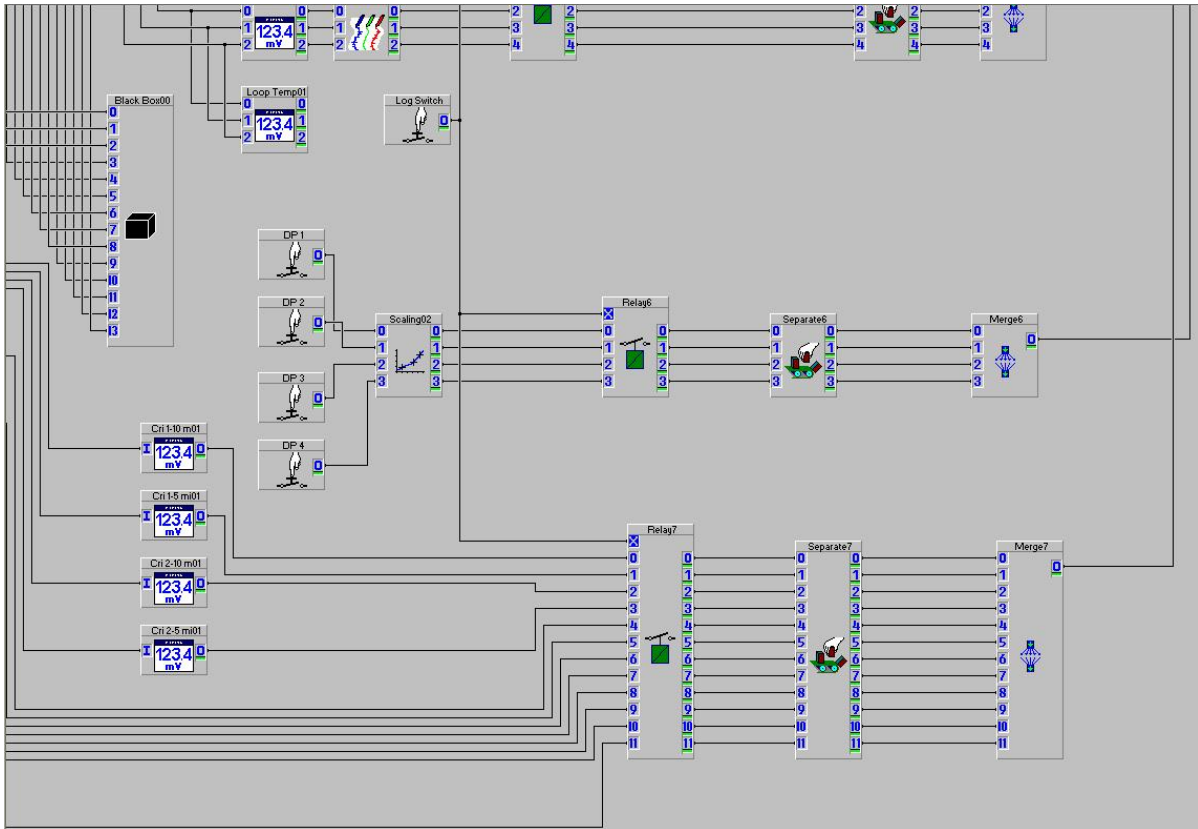 0 0 0 0 2 2 2 2 2 2
1 123.4 1 1 1 3 3 3 3 3 3
2 mV 2 2 2 4 4 4 4 4
Black Box00
Loop Temp01
Log Switch
0 0
1 123.4 1
2 mV 2
0
0
1
2
3
4
5
6
7
8
9
10
11
12
13
DP 1
0
DP 2
0
DP 3
0
DP 4
0
Scaling02
0 0
1 1
2 2
3 3
Relay6
X
0 0
1 1
2 2
3 3
Separate6
0 0
1 1
2 2
3 3
Merge6
0 0
1
2
3
Cri 1-10 m01
I 123.4 0
mV
Cri 1-5 mi01
I 123.4 0
mV
Cri 2-10 m01
I 123.4 0
mV
Cri 2-5 mi01
I 123.4 0
mV
Relay7
X
0 0
1 1
2 2
3 3
4 4
5 5
6 6
7 7
8 8
9 9
10 10
11 11
Separate7
0 0
1 1
2 2
3 3
4 4
5 5
6 6
7 7
8 8
9 9
10 10
11 11
Merge7
0 0
1
2
3
4
5
6
7
8
9
10
11